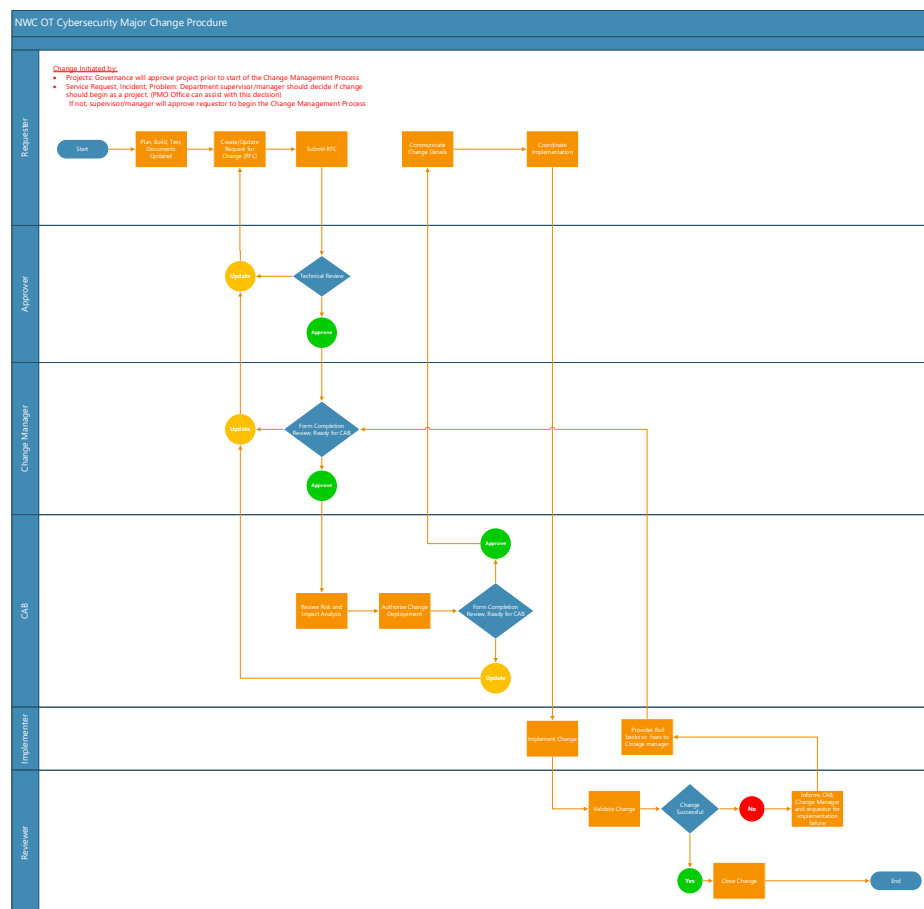 NWC OT Cybersecurity Major Change Procdure
Requester
Change Initiated by:
• Projects: Governance will approve project prior to start of the Change Management Process
• Service Request, Incident, Problem: Department supervisor/manager should decide if change
should begin as a project. (PMO Office can assist with this decision)
If not, supervisor/manager will approve requestor to begin the Change Management Process
Start
Plan, Build, Test,
Documents
Updated
Create/Update
Request for
Change (RFC)
Submit RFC
Communicate
Change Details
Coordinate
Implementation
Approver
Update
Technical Review
Approve
Change Manager
Update
Form Completion
Review, Ready for CAB
Approve
CAB
Approve
Review Risk and
Impact Analysis
Authorize Change
Deployement
Form Completion
Review, Ready for CAB
Update
Implementer
Implement Change
Provides Roll
backs or fixes to
Chnage manager
Reviewer
Validate Change
Change
Successful
No
Informs CAB,
Change Manager
and requestor for
implementation
failure
Yes
Close Change
End